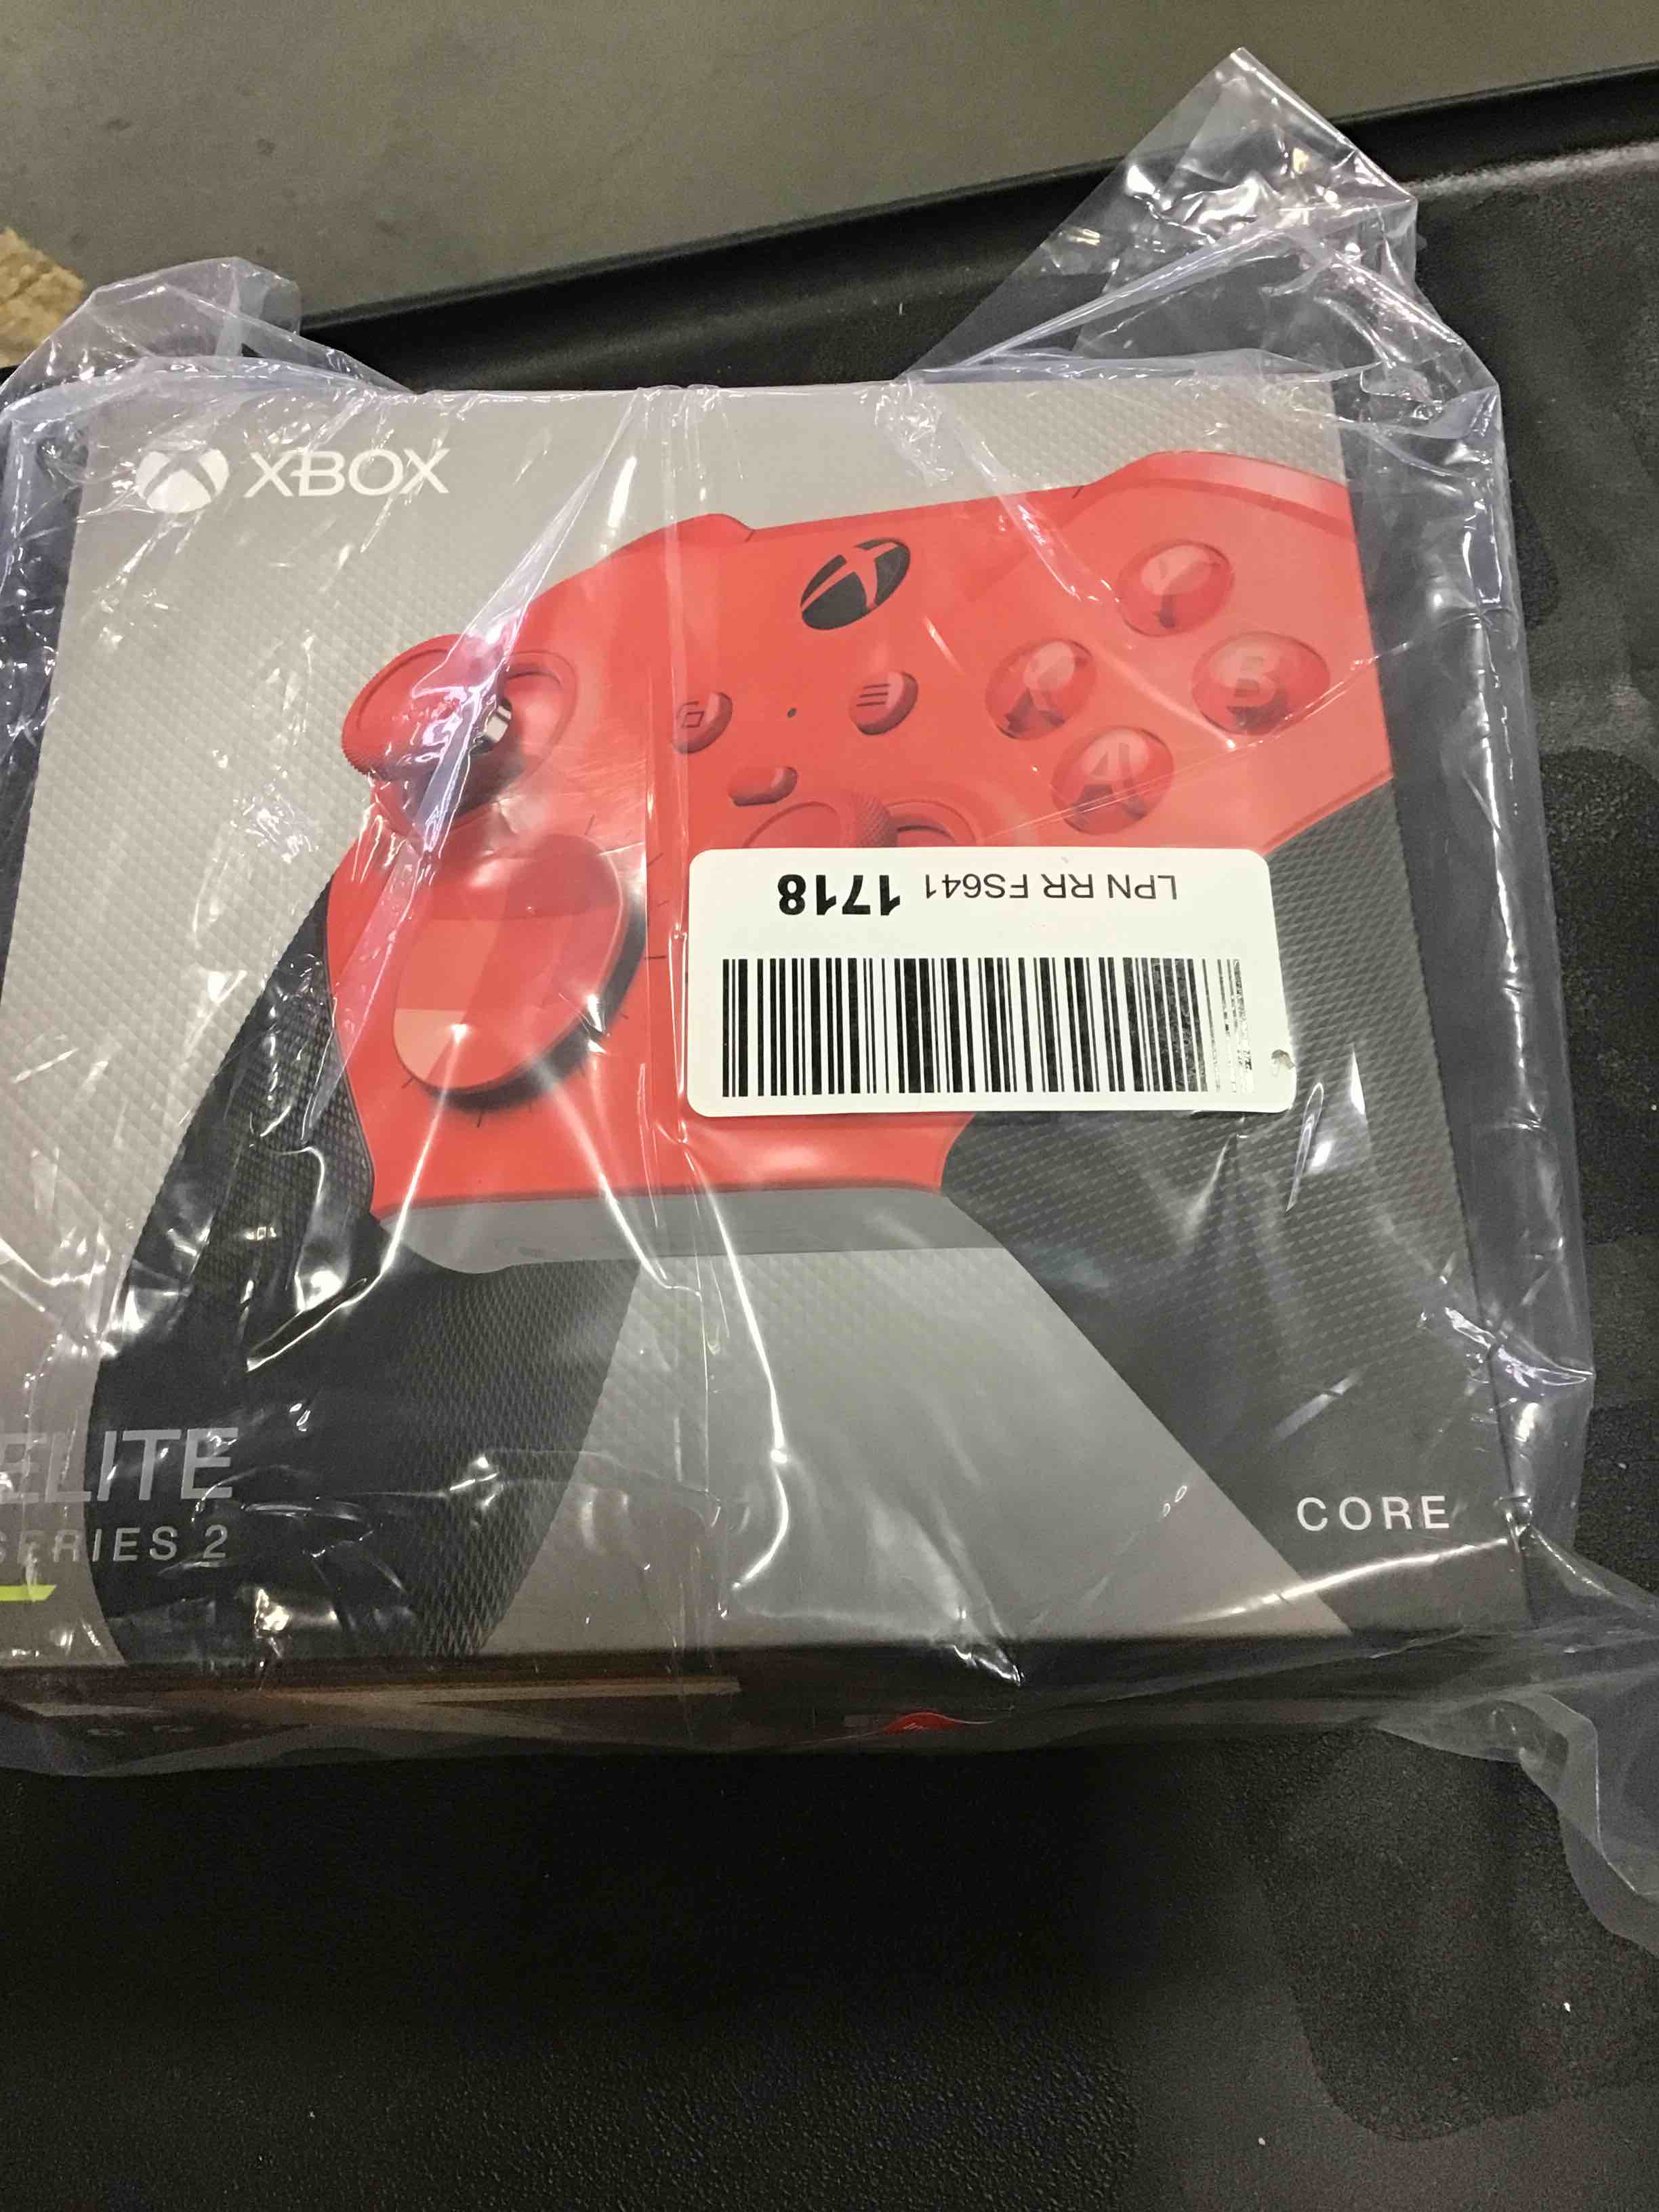 XBOX
Y
X
B
A
LPN RR FS641 1718
ELITE
SERIES 2
CORE